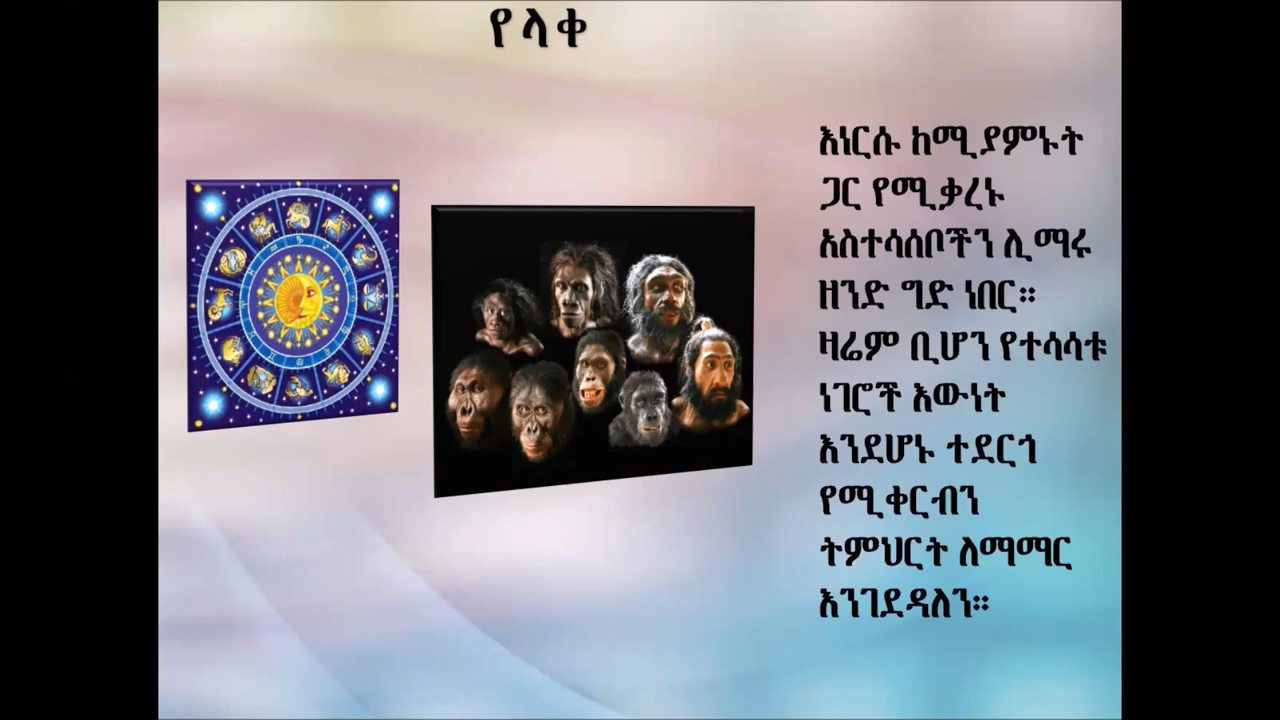 የላቀ
እነርሱ ከሚያምኑት
ጋር የሚቃረኑ
አስተሳሰቦችን ሊማሩ
ዘንድ ግድ ነበር።
ዛሬም ቢሆን የተሳሳቱ
ነገሮች እውነት
እንደሆኑ ተደርጎ
የሚቀርብን
ትምህርት ለማማር
እንገደዳለን።